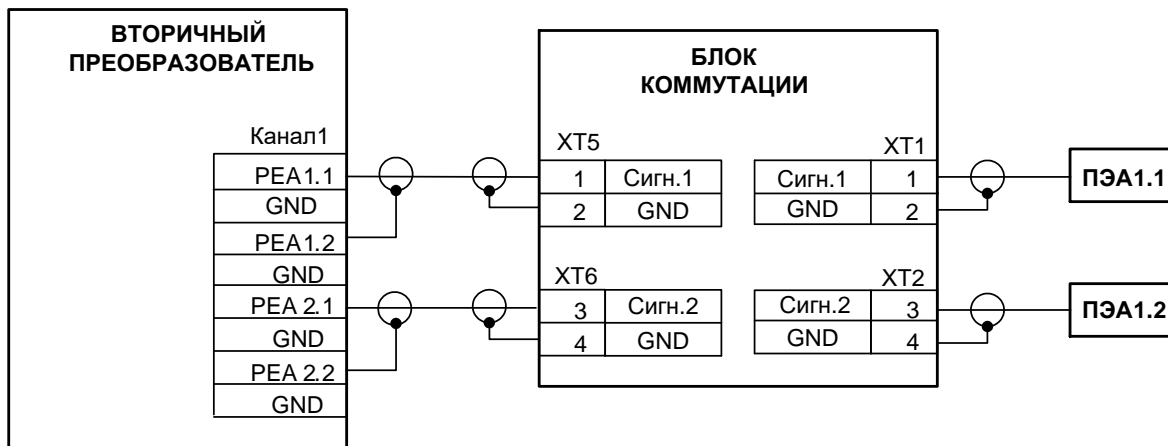 ВТОРИЧНЫЙ
ПРЕОБРАЗОВАТЕЛЬ
Канал1
PEA1.1
GND
PEA1.2
GND
PEA 2.1
GND
PEA 2.2
GND
БЛОК
КОММУТАЦИИ
XT5
1 Сигн.1
2 GND
XT6
3 Сигн.2
4 GND
XT1
Сигн.1 1
GND 2
XT2
Сигн.2 3
GND 4
ПЭА1.1
ПЭА1.2